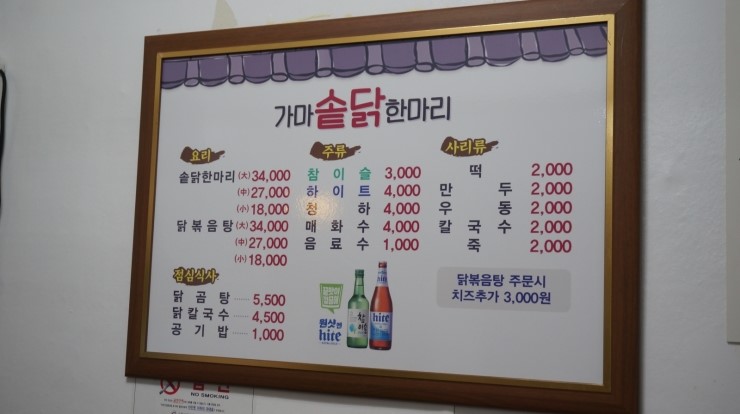 가마솥닭한마리
요리
솥닭한마리 (大) 34,000
(中) 27,000
(小) 18,000
닭볶음탕 (大) 34,000
(中) 27,000
(小) 18,000
점심식사
닭곰탕 5,500
닭칼국수 4,500
공기밥 1,000
주류
참이슬 3,000
하이트 4,000
청하 4,000
매화수 4,000
음료수 1,000
사리류
떡 2,000
만두 2,000
우동 2,000
칼국수 2,000
죽 2,000
닭볶음탕 주문시
치즈추가 3,000원
원샷엔
hite
hite
NO SMOKING